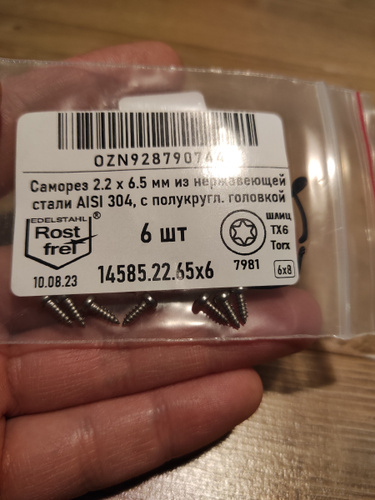 OZN928790744
Саморез 2.2 x 6.5 мм из нержавеющей
стали AISI 304, с полукругл. головкой
EDELSTAHL
®
Rost
frei
6 шт
шлиц
TX6
Torx
10.08.23
14585.22.65x6
7981
6x8